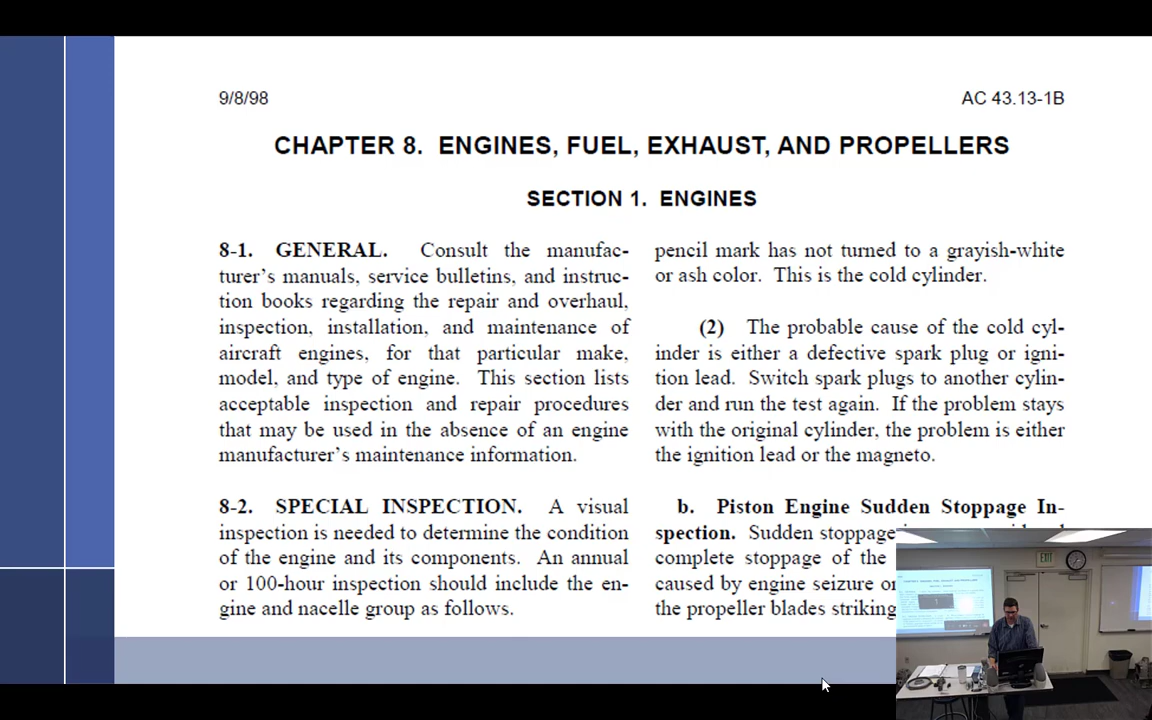 9/8/98
AC 43.13-1B
CHAPTER 8. ENGINES, FUEL, EXHAUST, AND PROPELLERS
SECTION 1. ENGINES
8-1. GENERAL. Consult the manufac-
turer's manuals, service bulletins, and instruc-
tion books regarding the repair and overhaul,
inspection, installation, and maintenance of
aircraft engines, for that particular make,
model, and type of engine. This section lists
acceptable inspection and repair procedures
that may be used in the absence of an engine
manufacturer's maintenance information.
8-2. SPECIAL INSPECTION. A visual
inspection is needed to determine the condition
of the engine and its components. An annual
or 100-hour inspection should include the en-
gine and nacelle group as follows.
pencil mark has not turned to a grayish-white
or ash color. This is the cold cylinder.
(2) The probable cause of the cold cyl-
inder is either a defective spark plug or igni-
tion lead. Switch spark plugs to another cylin-
der and run the test again. If the problem stays
with the original cylinder, the problem is either
the ignition lead or the magneto.
b. Piston Engine Sudden Stoppage In-
spection. Sudden stoppage
complete stoppage of the
caused by engine seizure or
the propeller blades striking
EXIT